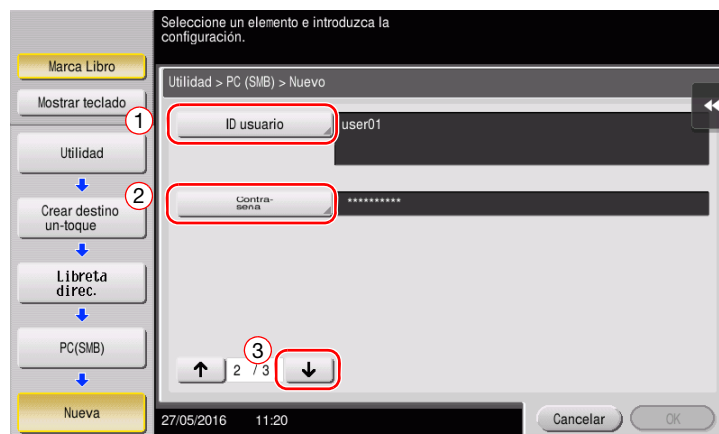 Seleccione un elemento e introduzca la
configuración.
Marca Libro
Mostrar teclado
Utilidad
Crear destino
un-toque
Libreta
direc.
PC(SMB)
Nueva
Utilidad > PC (SMB) > Nuevo
1
ID usuario
user01
2
Contra-
sena
**********
3
2 / 3
27/05/2016 11:20
Cancelar
OK